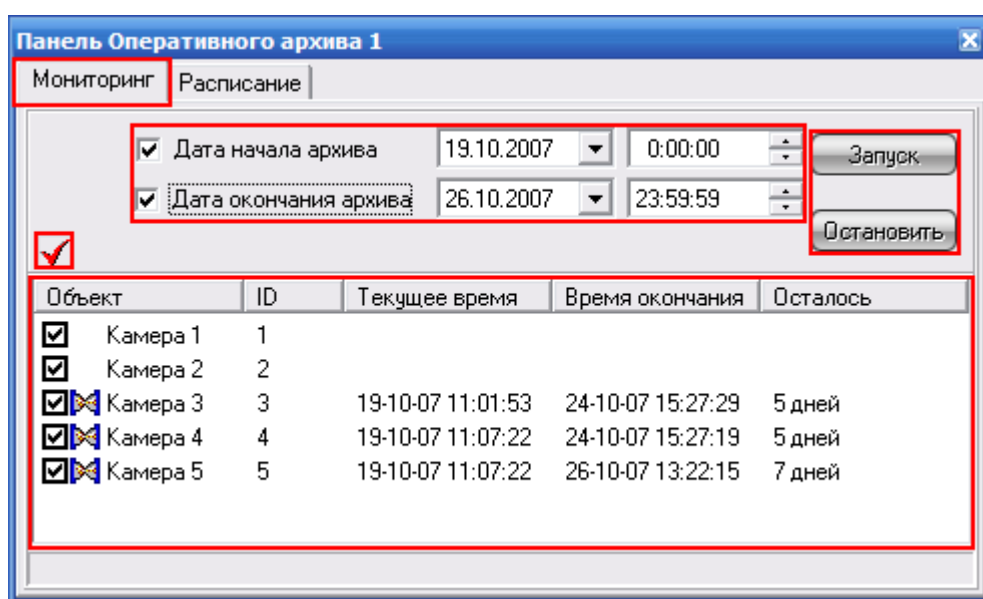 Панель Оперативного архива 1
Мониторинг Расписание
Дата начала архива 19.10.2007 0:00:00 Запуск
Дата окончания архива 26.10.2007 23:59:59
Остановить
Объект ID Текущее время Время окончания Осталось
Камера 1 1
Камера 2 2
Камера 3 3 19-10-07 11:01:53 24-10-07 15:27:29 5 дней
Камера 4 4 19-10-07 11:07:22 24-10-07 15:27:19 5 дней
Камера 5 5 19-10-07 11:07:22 26-10-07 13:22:15 7 дней